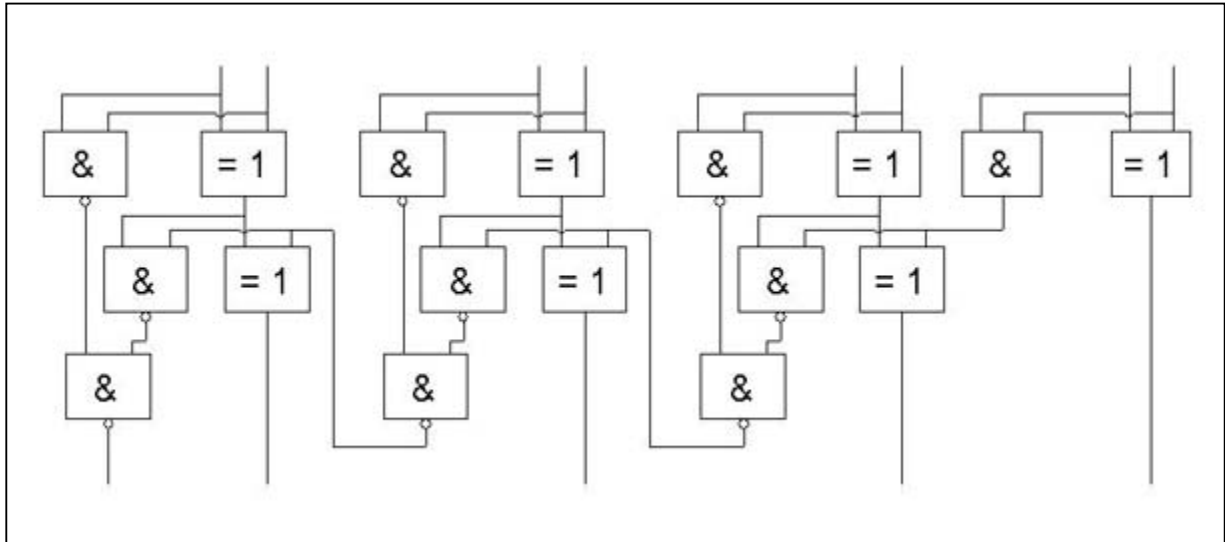 & = 1 & = 1 & = 1 & = 1
& = 1 & = 1 & = 1
& & &